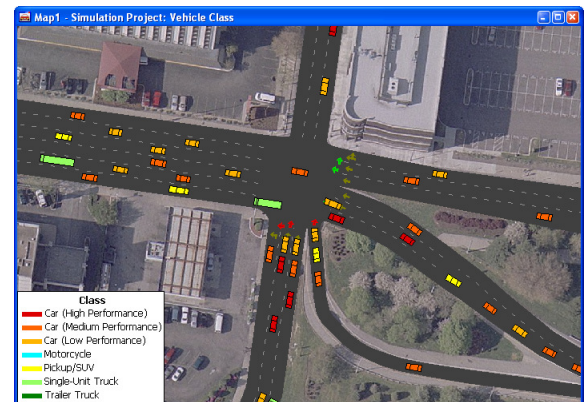 Map1 - Simulation Project: Vehicle Class
Class
Car (High Performance)
Car (Medium Performance)
Car (Low Performance)
Motorcycle
Pickup/SUV
Single-Unit Truck
Trailer Truck